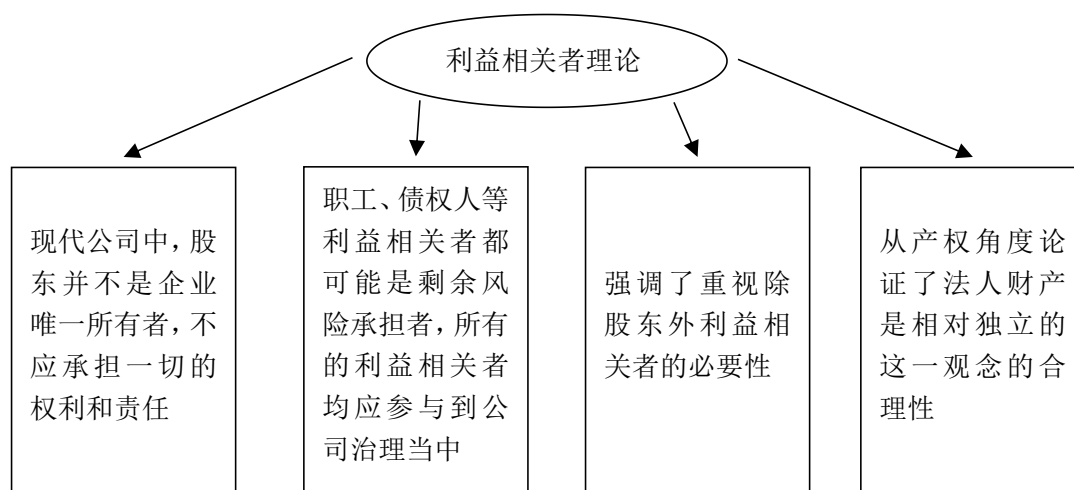 利益相关者理论
现代公司中，股
东并不是企业
唯一所有者，不
应承担一切的
权利和责任
职工、债权人等
利益相关者都
可能是剩余风
险承担者，所有
的利益相关者
均应参与到公
司治理当中
强调了重视除
股东外利益相
关者的必要性
从产权角度论
证了法人财产
是相对独立的
这一观念的合
理性